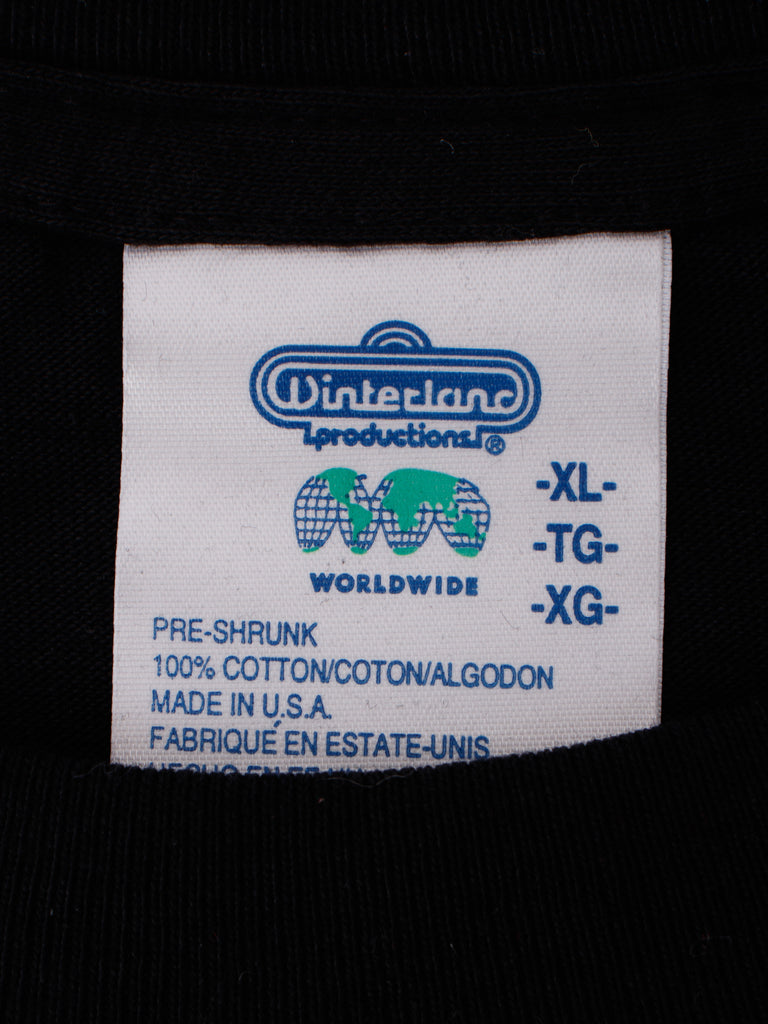 Winterland
productions ®
WORLDWIDE
-XL-
-TG-
-XG-
PRE-SHRUNK
100% COTTON/COTON/ALGODON
MADE IN U.S.A.
FABRIQUÉ EN ESTATE-UNIS